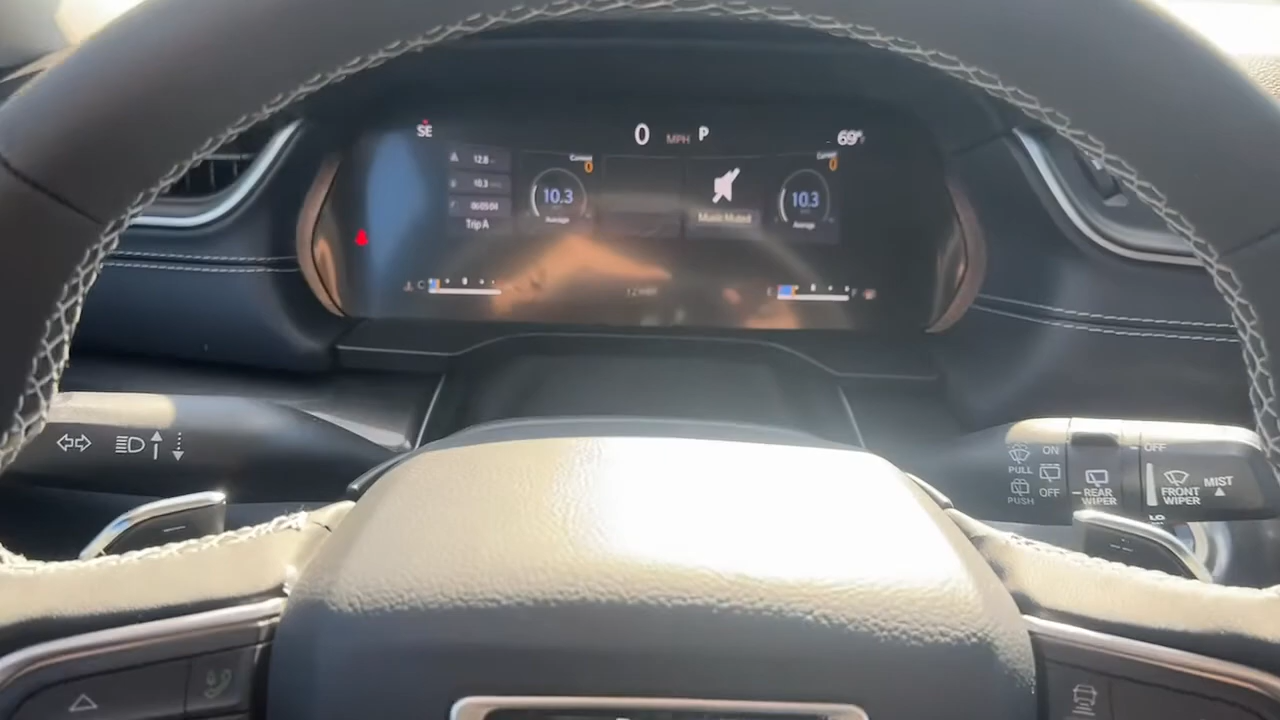 SE
0 MPH P
69°F
12.8
10.3
Trip A
Current
10.3
Average
Music Muted
Current
10.3
Average
C
F
ON
PULL
PUSH
OFF
REAR
WIPER
OFF
FRONT
WIPER
MIST
LO